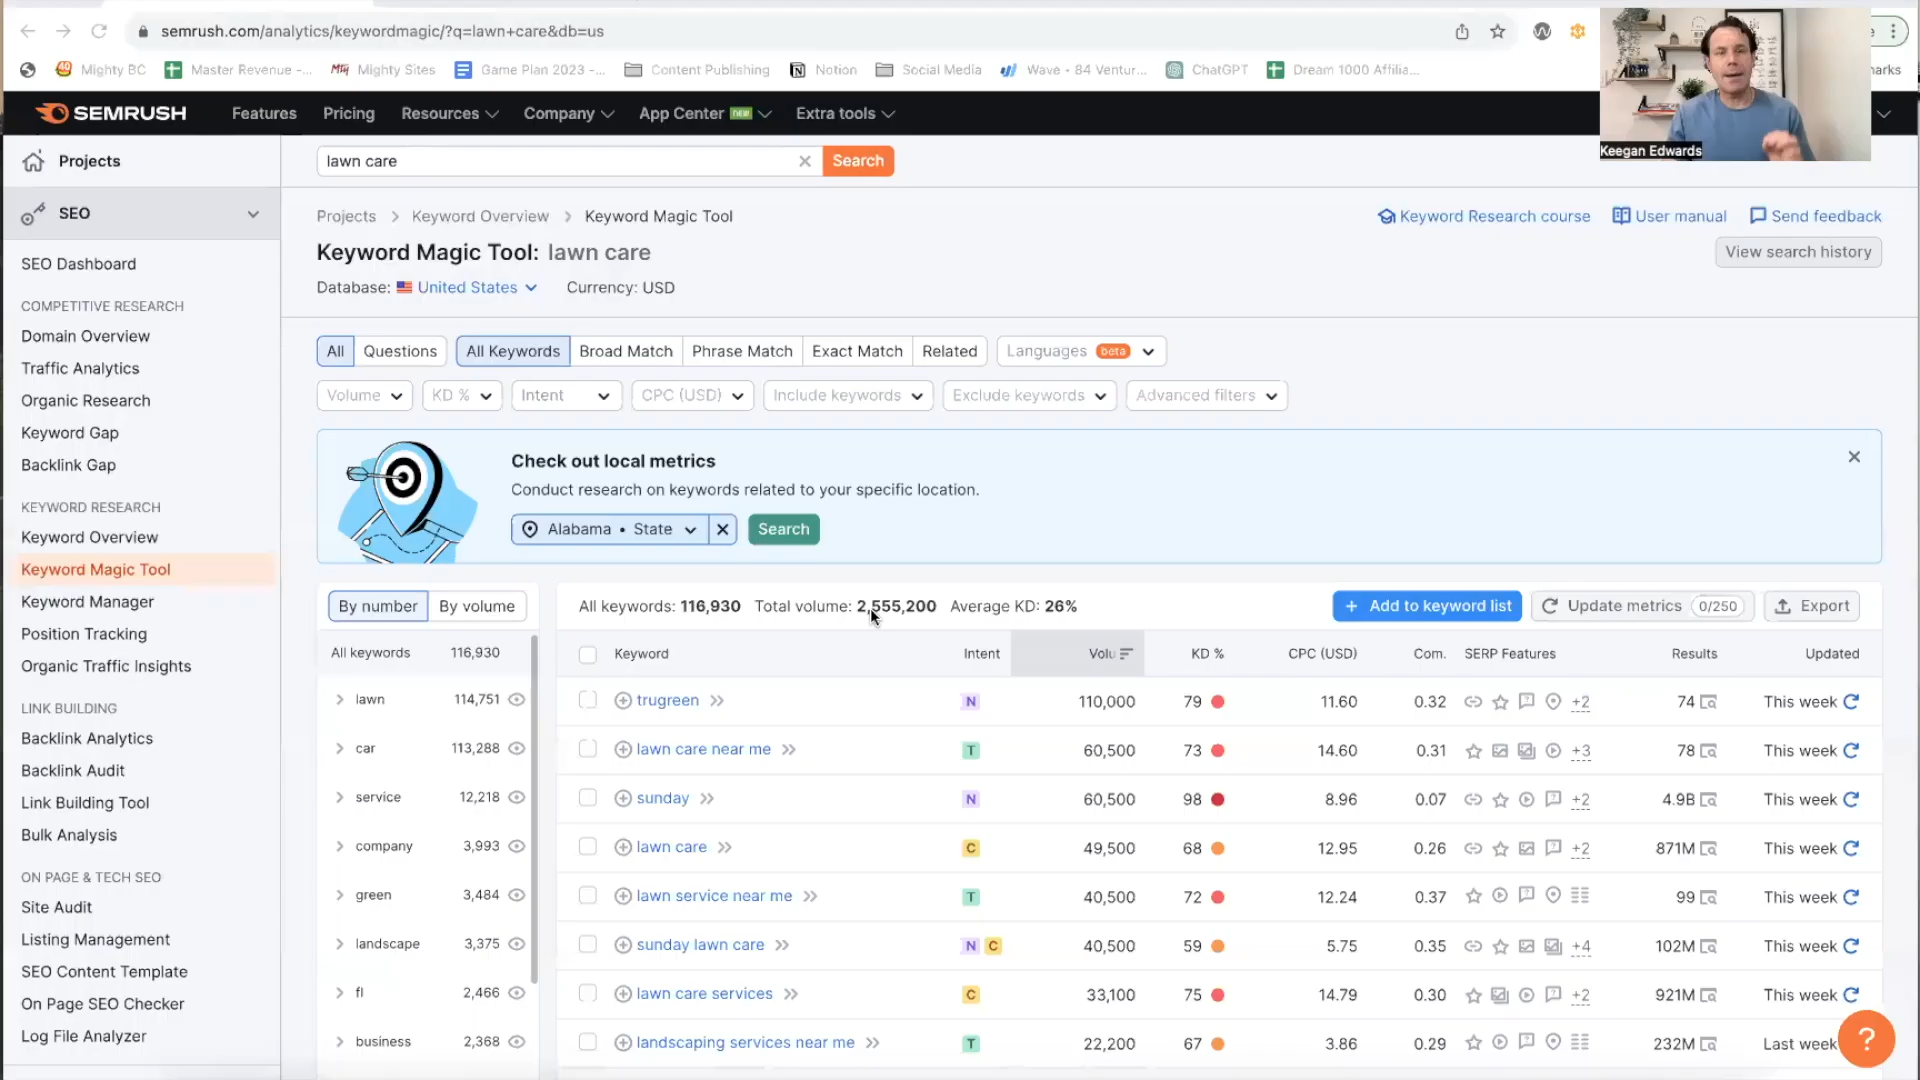 semrush.com/analytics/keywordmagic/?q=lawn+care&db=us
Mighty BC
Master Revenue -...
Mighty Sites
Game Plan 2023 -...
Content Publishing
Notion
Social Media
Wave • 84 Ventur...
ChatGPT
Dream 1000 Affilia...
SEMRUSH
Features
Pricing
Resources
Company
App Center NEW
Extra tools
Keegan Edwards
Projects
lawn care
Search
SEO
SEO Dashboard
COMPETITIVE RESEARCH
Domain Overview
Traffic Analytics
Organic Research
Keyword Gap
Backlink Gap
KEYWORD RESEARCH
Keyword Overview
Keyword Magic Tool
Keyword Manager
Position Tracking
Organic Traffic Insights
LINK BUILDING
Backlink Analytics
Backlink Audit
Link Building Tool
Bulk Analysis
ON PAGE & TECH SEO
Site Audit
Listing Management
SEO Content Template
On Page SEO Checker
Log File Analyzer
Projects > Keyword Overview > Keyword Magic Tool
Keyword Research course
User manual
Send feedback
Keyword Magic Tool: lawn care
View search history
Database: United States Currency: USD
All Questions All Keywords Broad Match Phrase Match Exact Match Related Languages beta
Volume KD % Intent CPC (USD) Include keywords Exclude keywords Advanced filters
Check out local metrics
Conduct research on keywords related to your specific location.
Alabama • State Search
By number By volume
All keywords 116,930
lawn 114,751
car 113,288
service 12,218
company 3,993
green 3,484
landscape 3,375
fl 2,466
business 2,368
All keywords: 116,930 Total volume: 2,555,200 Average KD: 26%
+ Add to keyword list
Update metrics 0/250
Export
Keyword Intent Volu KD % CPC (USD) Com. SERP Features Results Updated
trugreen N 110,000 79 11.60 0.32 +2 74 This week
lawn care near me T 60,500 73 14.60 0.31 +3 78 This week
sunday N 60,500 98 8.96 0.07 +2 4.9B This week
lawn care C 49,500 68 12.95 0.26 +2 871M This week
lawn service near me T 40,500 72 12.24 0.37 99 This week
sunday lawn care N C 40,500 59 5.75 0.35 +4 102M This week
lawn care services C 33,100 75 14.79 0.30 +2 921M This week
landscaping services near me T 22,200 67 3.86 0.29 232M Last week
?